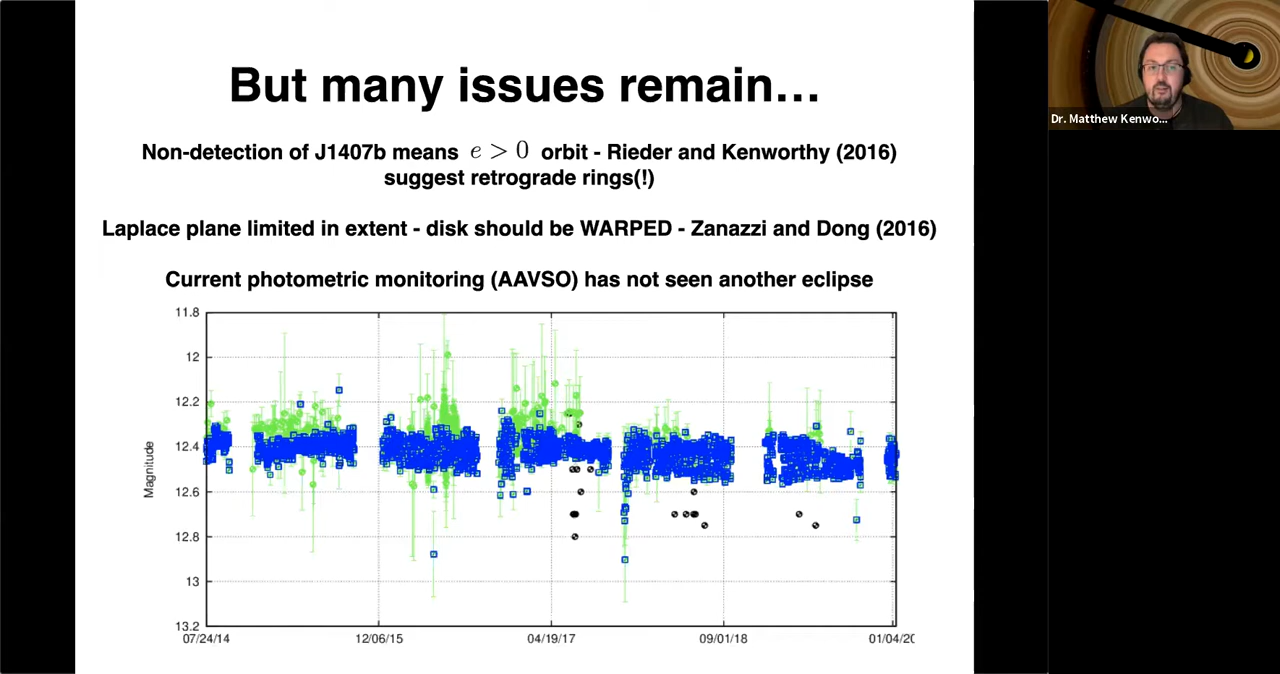 But many issues remain…
Non-detection of J1407b means e > 0 orbit - Rieder and Kenworthy (2016)
suggest retrograde rings(!)
Laplace plane limited in extent - disk should be WARPED - Zanazzi and Dong (2016)
Current photometric monitoring (AAVSO) has not seen another eclipse
11.8
12
12.2
12.4
12.6
12.8
13
13.2
Magnitude
07/24/14 12/06/15 04/19/17 09/01/18 01/04/20
Dr. Matthew Kenwo...